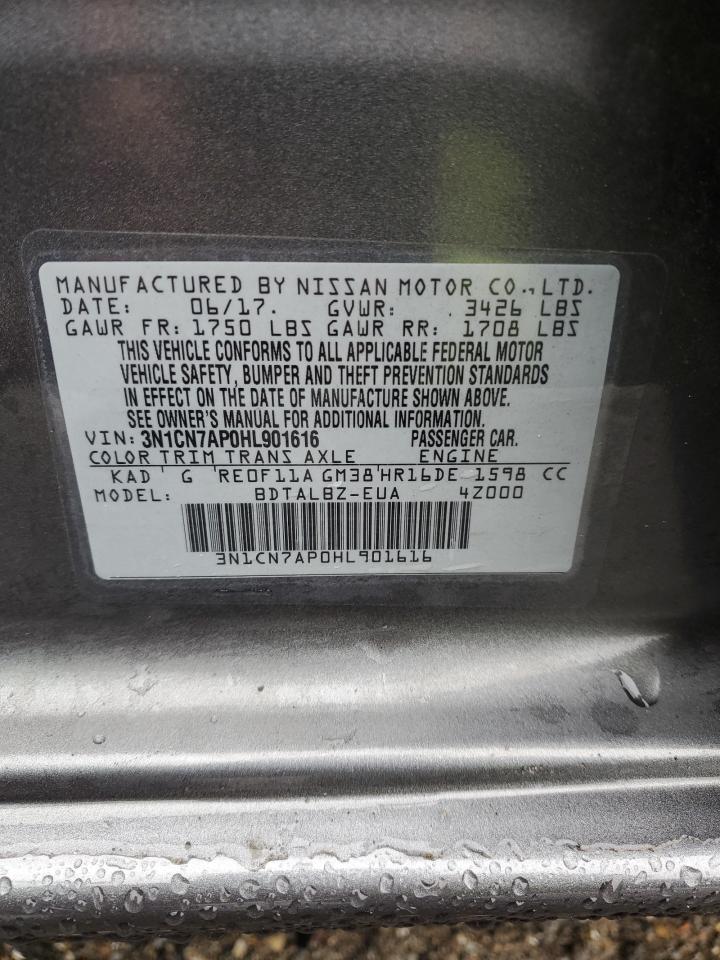 MANUFACTURED BY NISSAN MOTOR CO., LTD.
DATE: 06/17. GVWR: 3426 LBS
GAWR FR: 1750 LBS GAWR RR: 1708 LBS
THIS VEHICLE CONFORMS TO ALL APPLICABLE FEDERAL MOTOR
VEHICLE SAFETY, BUMPER AND THEFT PREVENTION STANDARDS
IN EFFECT ON THE DATE OF MANUFACTURE SHOWN ABOVE.
SEE OWNER'S MANUAL FOR ADDITIONAL INFORMATION.
VIN: 3N1CN7AP0HL901616 PASSENGER CAR.
COLOR TRIM TRANS AXLE ENGINE
KAD G RE0F11A GM38 HR16DE 1598 CC
MODEL: BDTALBZ-EUA 4Z000
3N1CN7AP0HL901616